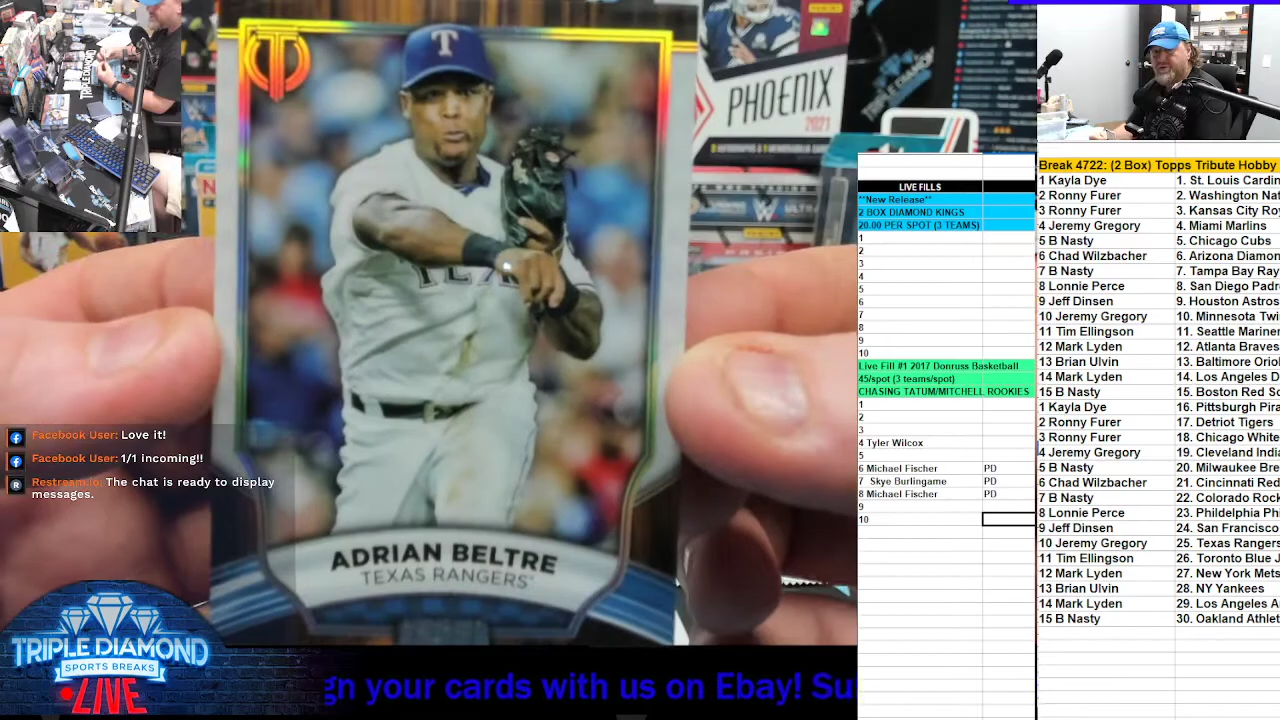 T
PHOENIX
2021
TEXAS
ADRIAN BELTRE
TEXAS RANGERS
Facebook User: Love it!
Facebook User: 1/1 incoming!!
Restream.io: The chat is ready to display
messages.
TRIPLE DIAMOND
SPORTS BREAKS
LIVE
gn your cards with us on Ebay! Su
LIVE FILLS
**New Release**
2 BOX DIAMOND KINGS
20.00 PER SPOT (3 TEAMS)
1
2
3
4
5
6
7
8
9
10
Live Fill #1 2017 Donruss Basketball
45/spot (3 teams/spot)
CHASING TATUM/MITCHELL ROOKIES
1
2
3
4 Tyler Wilcox
5
6 Michael Fischer PD
7 Skye Burlingame PD
8 Michael Fischer PD
9
10
Break 4722: (2 Box) Topps Tribute Hobby
1 Kayla Dye 1. St. Louis Cardin
2 Ronny Furer 2. Washington Nat
3 Ronny Furer 3. Kansas City Ro
4 Jeremy Gregory 4. Miami Marlins
5 B Nasty 5. Chicago Cubs
6 Chad Wilzbacher 6. Arizona Diamon
7 B Nasty 7. Tampa Bay Ray
8 Lonnie Perce 8. San Diego Padr
9 Jeff Dinsen 9. Houston Astros
10 Jeremy Gregory 10. Minnesota Twi
11 Tim Ellingson 11. Seattle Mariner
12 Mark Lyden 12. Atlanta Braves
13 Brian Ulvin 13. Baltimore Orio
14 Mark Lyden 14. Los Angeles D
15 B Nasty 15. Boston Red So
1 Kayla Dye 16. Pittsburgh Pira
2 Ronny Furer 17. Detriot Tigers
3 Ronny Furer 18. Chicago White
4 Jeremy Gregory 19. Cleveland India
5 B Nasty 20. Milwaukee Bre
6 Chad Wilzbacher 21. Cincinnati Red
7 B Nasty 22. Colorado Rock
8 Lonnie Perce 23. Phildelphia Phi
9 Jeff Dinsen 24. San Francisco
10 Jeremy Gregory 25. Texas Rangers
11 Tim Ellingson 26. Toronto Blue J
12 Mark Lyden 27. New York Mets
13 Brian Ulvin 28. NY Yankees
14 Mark Lyden 29. Los Angeles A
15 B Nasty 30. Oakland Athlet